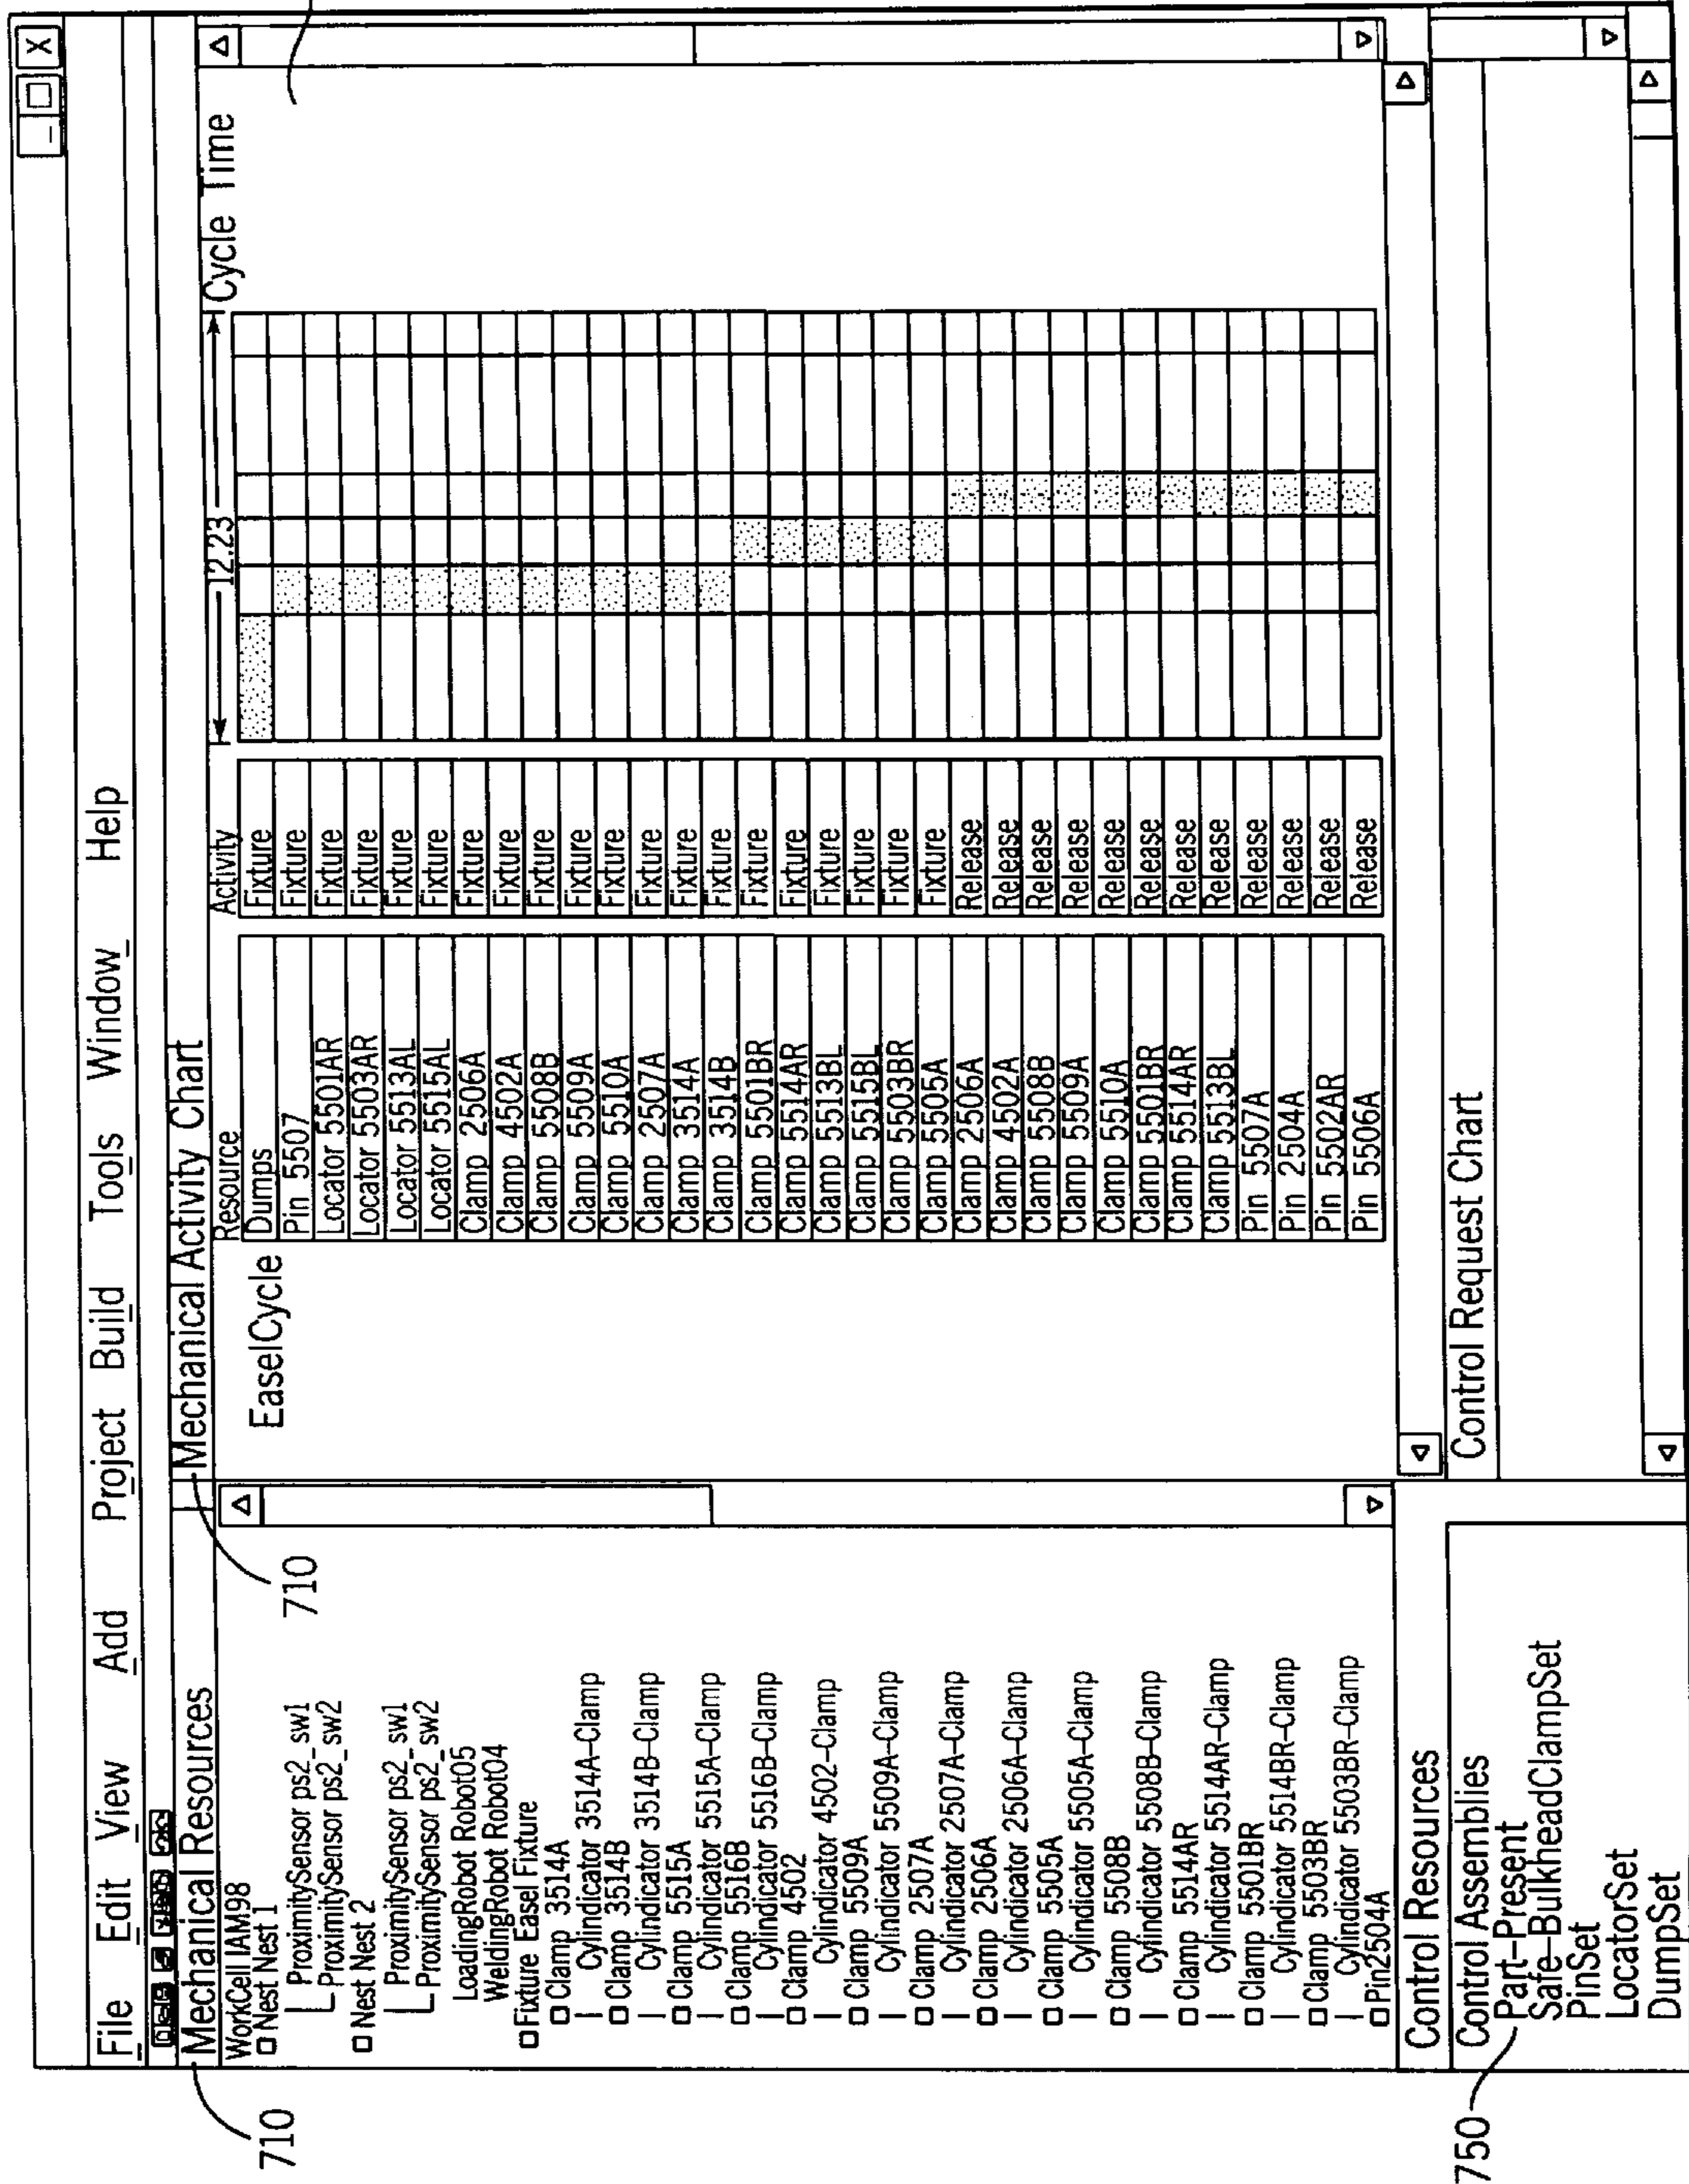 File Edit View Add Project Build Tools Window Help
Mechanical Resources
710
WorkCell IAM98
Nest Nest 1
ProximitySensor ps2_sw1
ProximitySensor ps2_sw2
Nest Nest 2
ProximitySensor ps2_sw1
ProximitySensor ps2_sw2
LoadingRobot Robot05
WeldingRobot Robot04
Fixture Easel Fixture
Clamp 3514A
Cylindicator 3514A-Clamp
Clamp 3514B
Cylindicator 3514B-Clamp
Clamp 5515A
Cylindicator 5515A-Clamp
Clamp 5516B
Cylindicator 5516B-Clamp
Clamp 4502
Cylindicator 4502-Clamp
Clamp 5509A
Cylindicator 5509A-Clamp
Clamp 2507A
Cylindicator 2507A-Clamp
Clamp 2506A
Cylindicator 2506A-Clamp
Clamp 5505A
Cylindicator 5505A-Clamp
Clamp 5508B
Cylindicator 5508B-Clamp
Clamp 5514AR
Cylindicator 5514AR-Clamp
Clamp 5501BR
Cylindicator 5514BR-Clamp
Clamp 5503BR
Cylindicator 5503BR-Clamp
Pin2504A
Mechanical Activity Chart
710
EaselCycle
Resource Activity 12.23 Cycle Time
Dumps Fixture
Pin 5507 Fixture
Locator 5501AR Fixture
Locator 5503AR Fixture
Locator 5513AL Fixture
Locator 5515AL Fixture
Clamp 2506A Fixture
Clamp 4502A Fixture
Clamp 5508B Fixture
Clamp 5509A Fixture
Clamp 5510A Fixture
Clamp 2507A Fixture
Clamp 3514A Fixture
Clamp 3514B Fixture
Clamp 5501BR Fixture
Clamp 5514AR Fixture
Clamp 5513BL Fixture
Clamp 5515BL Fixture
Clamp 5503BR Fixture
Clamp 5505A Fixture
Clamp 2506A Release
Clamp 4502A Release
Clamp 5508B Release
Clamp 5509A Release
Clamp 5510A Release
Clamp 5501BR Release
Clamp 5514AR Release
Clamp 5513BL Release
Pin 5507A Release
Pin 2504A Release
Pin 5502AR Release
Pin 5506A Release
Control Resources
Control Assemblies
750
Part-Present
Safe-BulkheadClampSet
PinSet
LocatorSet
DumpSet
Control Request Chart